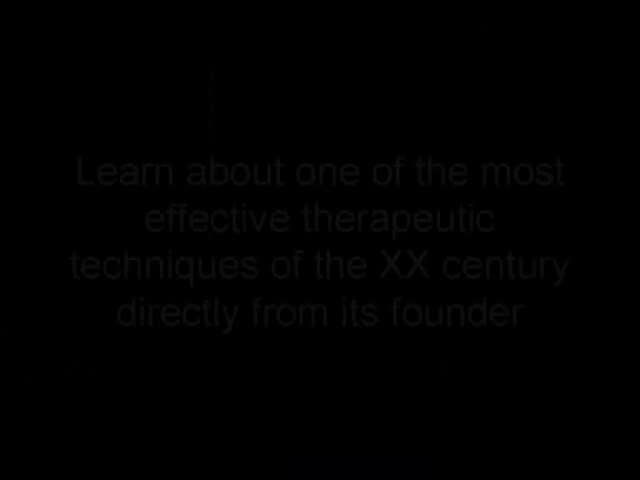 Learn about one of the most
effective therapeutic
techniques of the XX century
directly from its founder